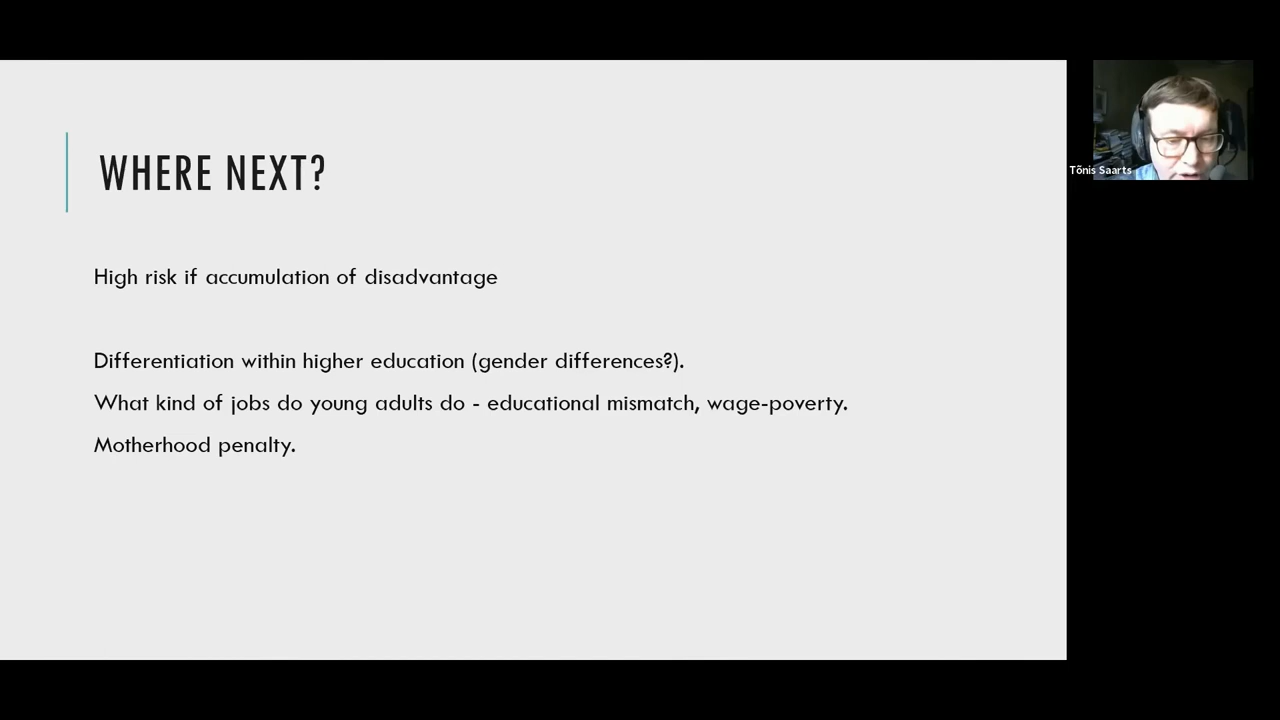 WHERE NEXT?
High risk if accumulation of disadvantage
Differentiation within higher education (gender differences?).
What kind of jobs do young adults do - educational mismatch, wage-poverty.
Motherhood penalty.
Tõnis Saarts